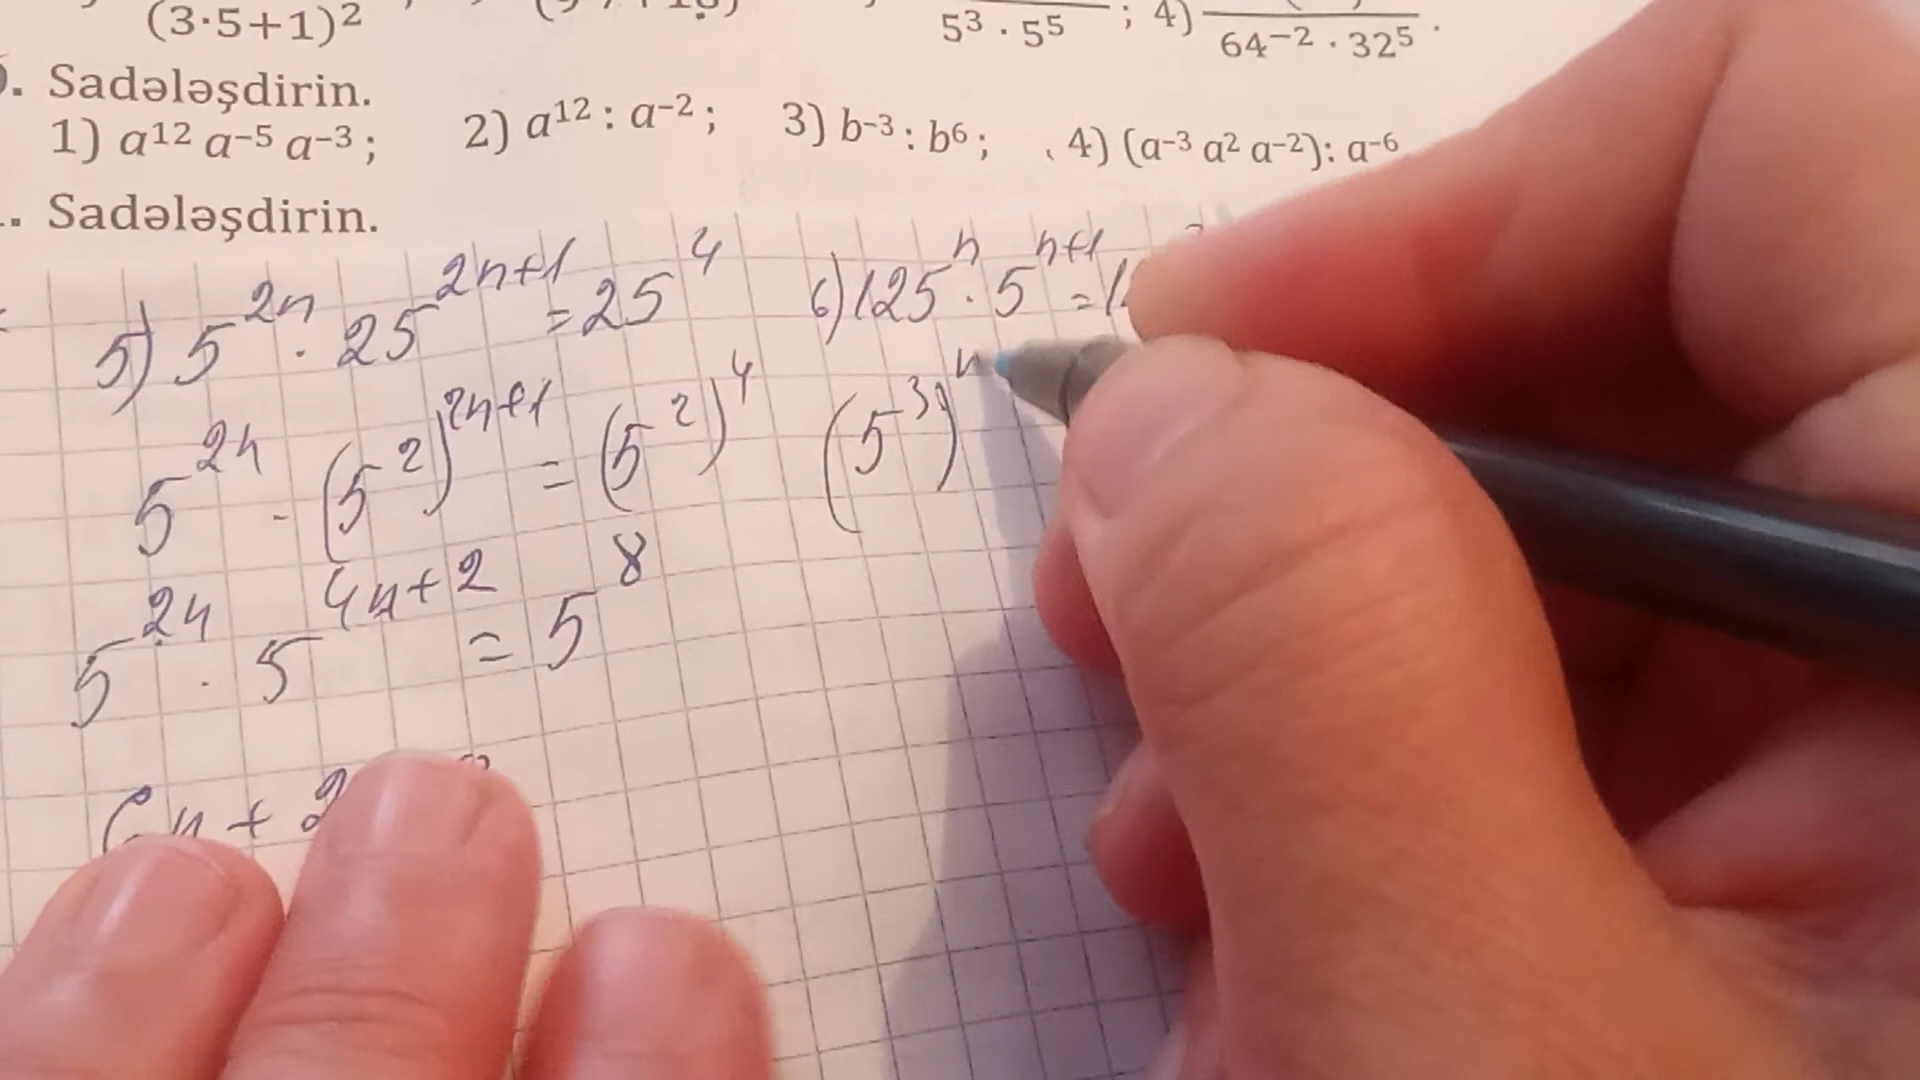 (3·5+1)² 5³ · 5⁵ ; 4) 64⁻² · 32⁵ .
. Sadələşdirin.
1) a¹² a⁻⁵ a⁻³ ; 2) a¹² : a⁻² ; 3) b⁻³ : b⁶ ; 4) (a⁻³ a² a⁻²): a⁻⁶
. Sadələşdirin.
5) 5²ⁿ · 25²ⁿ⁺¹ = 25⁴ 6) 125ⁿ · 5ⁿ⁺¹ =
5²ⁿ · (5²)²ⁿ⁺¹ = (5²)⁴ (5³)ⁿ
5²ⁿ · 5⁴ⁿ⁺² = 5⁸
6n + 2